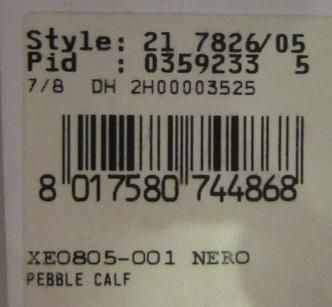 Style: 21 7826/05
Pid : 0359233 5
7/8 DH 2H00003525
8 017580 744868
XE0805-001 NERO
PEBBLE CALF